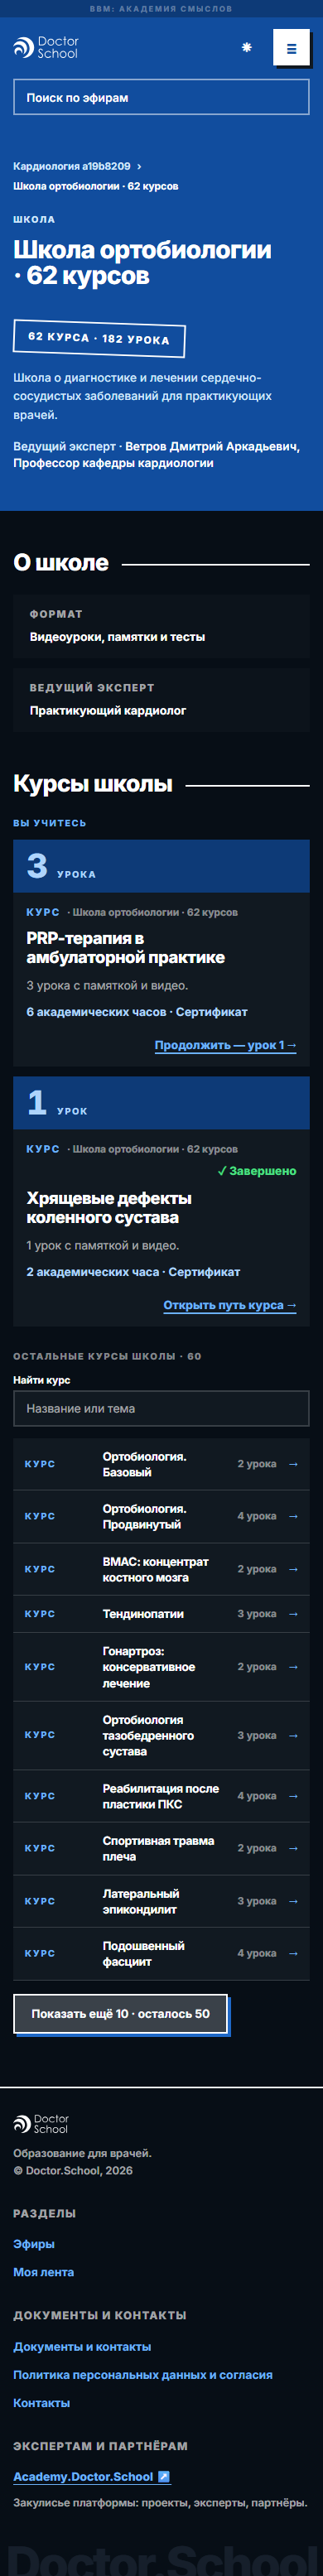 ВВМ: АКАДЕМИЯ СМЫСЛОВ
Doctor
School
Поиск по эфирам
Кардиология a19b8209 ›
Школа ортобиологии · 62 курсов
ШКОЛА
Школа ортобиологии
· 62 курсов
62 КУРСА · 182 УРОКА
Школа о диагностике и лечении сердечно-
сосудистых заболеваний для практикующих
врачей.
Ведущий эксперт · Ветров Дмитрий Аркадьевич,
Профессор кафедры кардиологии
О школе
ФОРМАТ
Видеоуроки, памятки и тесты
ВЕДУЩИЙ ЭКСПЕРТ
Практикующий кардиолог
Курсы школы
ВЫ УЧИТЕСЬ
3 УРОКА
КУРС · Школа ортобиологии · 62 курсов
PRP-терапия в
амбулаторной практике
3 урока с памяткой и видео.
6 академических часов · Сертификат
Продолжить — урок 1 →
1 УРОК
КУРС · Школа ортобиологии · 62 курсов
✓ Завершено
Хрящевые дефекты
коленного сустава
1 урок с памяткой и видео.
2 академических часа · Сертификат
Открыть путь курса →
ОСТАЛЬНЫЕ КУРСЫ ШКОЛЫ · 60
Найти курс
Название или тема
КУРС Ортобиология. 2 урока →
Базовый
КУРС Ортобиология. 4 урока →
Продвинутый
КУРС BMAC: концентрат 2 урока →
костного мозга
КУРС Тендинопатии 3 урока →
КУРС Гонартроз: 2 урока →
консервативное
лечение
КУРС Ортобиология 3 урока →
тазобедренного
сустава
КУРС Реабилитация после 4 урока →
пластики ПКС
КУРС Спортивная травма 2 урока →
плеча
КУРС Латеральный 3 урока →
эпикондилит
КУРС Подошвенный 4 урока →
фасциит
Показать ещё 10 · осталось 50
Doctor
School
Образование для врачей.
© Doctor.School, 2026
РАЗДЕЛЫ
Эфиры
Моя лента
ДОКУМЕНТЫ И КОНТАКТЫ
Документы и контакты
Политика персональных данных и согласия
Контакты
ЭКСПЕРТАМ И ПАРТНЁРАМ
Academy.Doctor.School ↗
Закулисье платформы: проекты, эксперты, партнёры.
Doctor.School